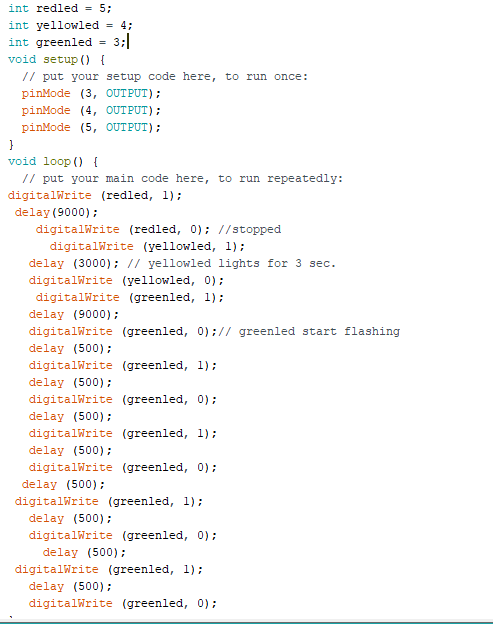 int redled = 5;
int yellowled = 4;
int greenled = 3;
void setup() {
// put your setup code here, to run once:
pinMode (3, OUTPUT);
pinMode (4, OUTPUT);
pinMode (5, OUTPUT);
}
void loop() {
// put your main code here, to run repeatedly:
digitalWrite (redled, 1);
delay(9000);
digitalWrite (redled, 0); //stopped
digitalWrite (yellowled, 1);
delay (3000); // yellowled lights for 3 sec.
digitalWrite (yellowled, 0);
digitalWrite (greenled, 1);
delay (9000);
digitalWrite (greenled, 0);// greenled start flashing
delay (500);
digitalWrite (greenled, 1);
delay (500);
digitalWrite (greenled, 0);
delay (500);
digitalWrite (greenled, 1);
delay (500);
digitalWrite (greenled, 0);
delay (500);
digitalWrite (greenled, 1);
delay (500);
digitalWrite (greenled, 0);
delay (500);
digitalWrite (greenled, 1);
delay (500);
digitalWrite (greenled, 0);